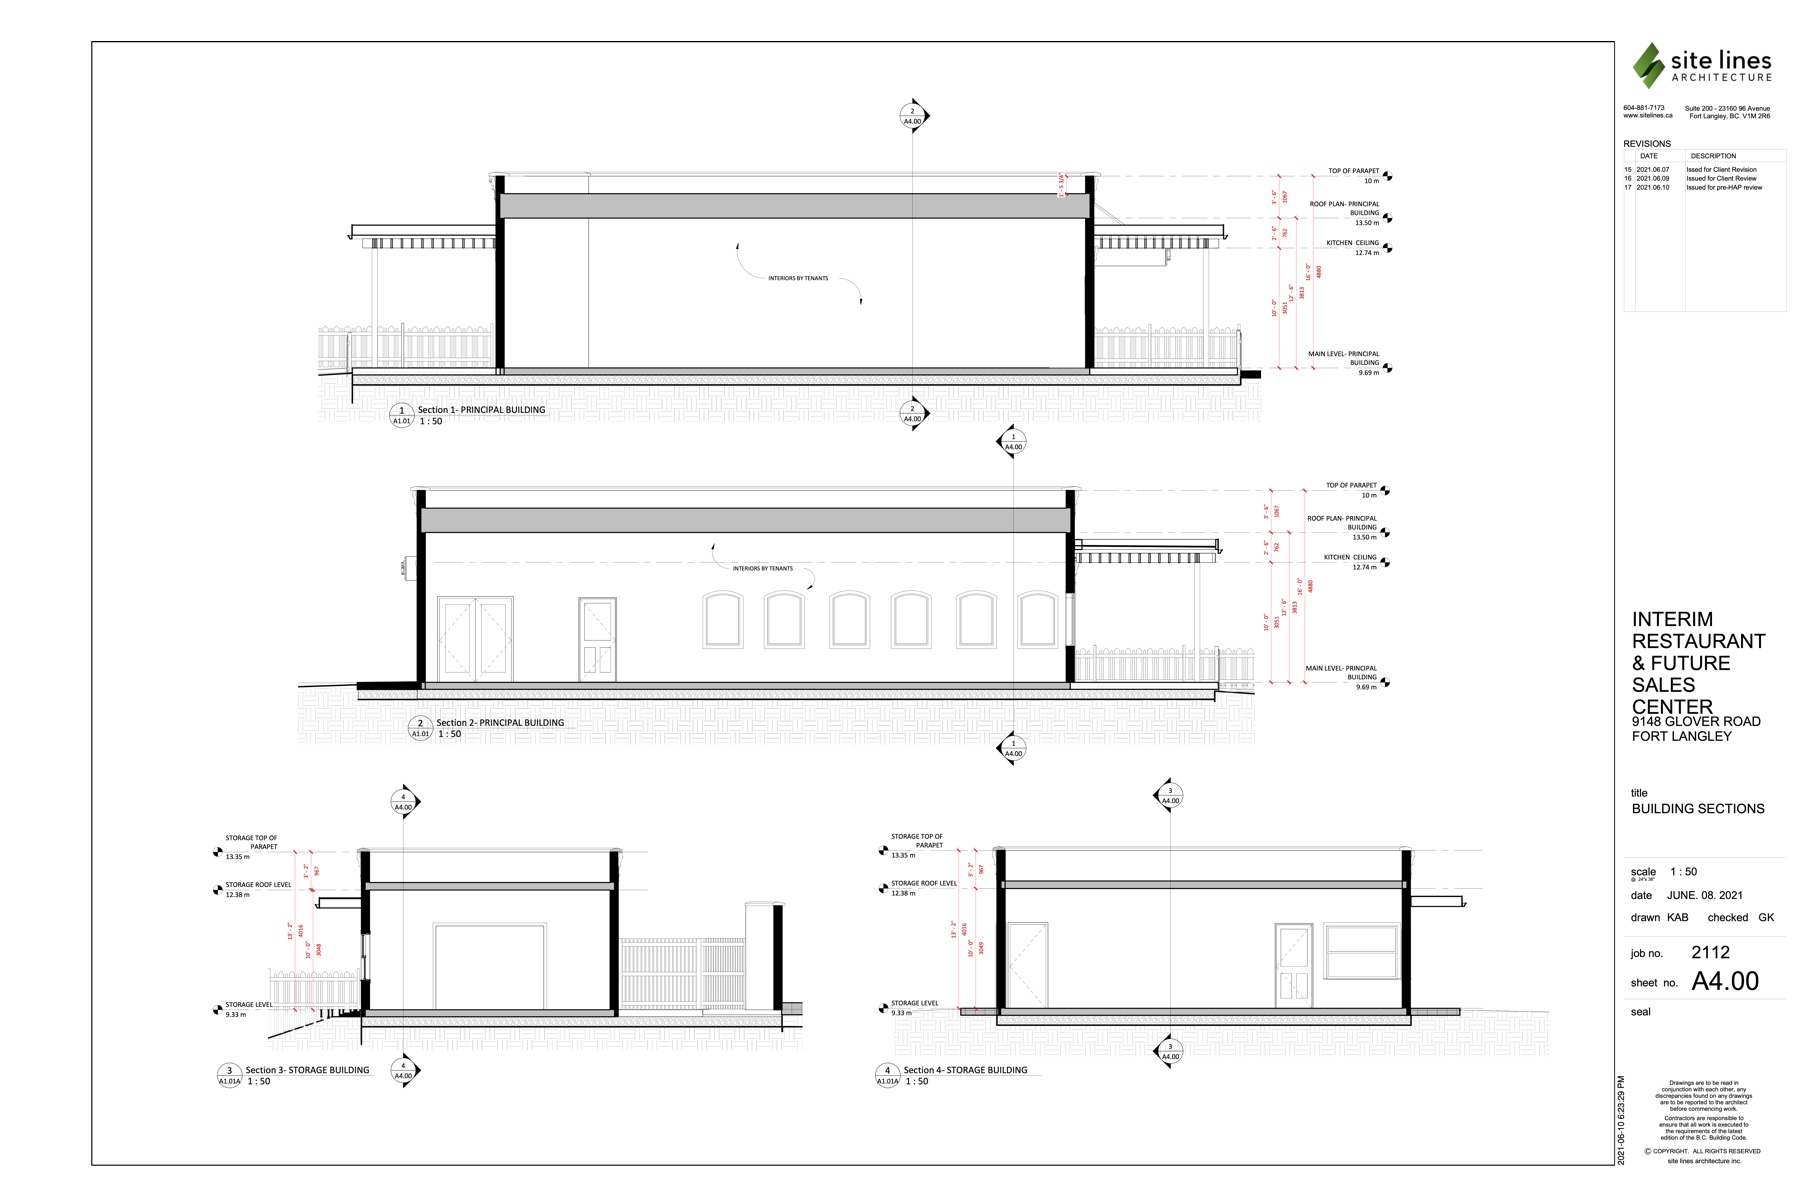 site lines
ARCHITECTURE
604-881-7173
www.sitelines.ca
Suite 200 - 23160 96 Avenue
Fort Langley, BC. V1M 2R6
REVISIONS
DATE DESCRIPTION
15 2021.06.07 Issed for Client Revision
16 2021.06.09 Issued for Client Review
17 2021.06.10 Issued for pre-HAP review
2
A4.00
TOP OF PARAPET
10 m
ROOF PLAN- PRINCIPAL
BUILDING
13.50 m
KITCHEN CEILING
12.74 m
MAIN LEVEL- PRINCIPAL
BUILDING
9.69 m
1' - 5 3/4"
3' - 6"
1067
2' - 6"
762
10' - 0"
3051
12' - 6"
3813
16' - 0"
4880
INTERIORS BY TENANTS
1
A1.01
Section 1- PRINCIPAL BUILDING
1 : 50
2
A4.00
1
A4.00
TOP OF PARAPET
10 m
ROOF PLAN- PRINCIPAL
BUILDING
13.50 m
KITCHEN CEILING
12.74 m
MAIN LEVEL- PRINCIPAL
BUILDING
9.69 m
3' - 6"
1067
2' - 6"
762
10' - 0"
3051
12' - 6"
3813
16' - 0"
4880
INTERIORS BY TENANTS
2
A1.01
Section 2- PRINCIPAL BUILDING
1 : 50
1
A4.00
4
A4.00
STORAGE TOP OF
PARAPET
13.35 m
STORAGE ROOF LEVEL
12.38 m
STORAGE LEVEL
9.33 m
3' - 2"
967
13' - 2"
4016
10' - 0"
3048
4
A4.00
3
A1.01A
Section 3- STORAGE BUILDING
1 : 50
3
A4.00
STORAGE TOP OF
PARAPET
13.35 m
STORAGE ROOF LEVEL
12.38 m
STORAGE LEVEL
9.33 m
3' - 2"
967
13' - 2"
4016
10' - 0"
3049
3
A4.00
4
A1.01A
Section 4- STORAGE BUILDING
1 : 50
INTERIM
RESTAURANT
& FUTURE
SALES
CENTER
9148 GLOVER ROAD
FORT LANGLEY
title
BUILDING SECTIONS
scale 1 : 50
@ 24"x 36"
date JUNE. 08. 2021
drawn KAB checked GK
job no. 2112
sheet no. A4.00
seal
2021-06-10 6:23:29 PM
Drawings are to be read in
conjunction with each other, any
discrepancies found on any drawings
are to be reported to the architect
before commencing work.
Contractors are responsible to
ensure that all work is executed to
the requirements of the latest
edition of the B.C. Building Code.
© COPYRIGHT. ALL RIGHTS RESERVED
site lines architecture inc.